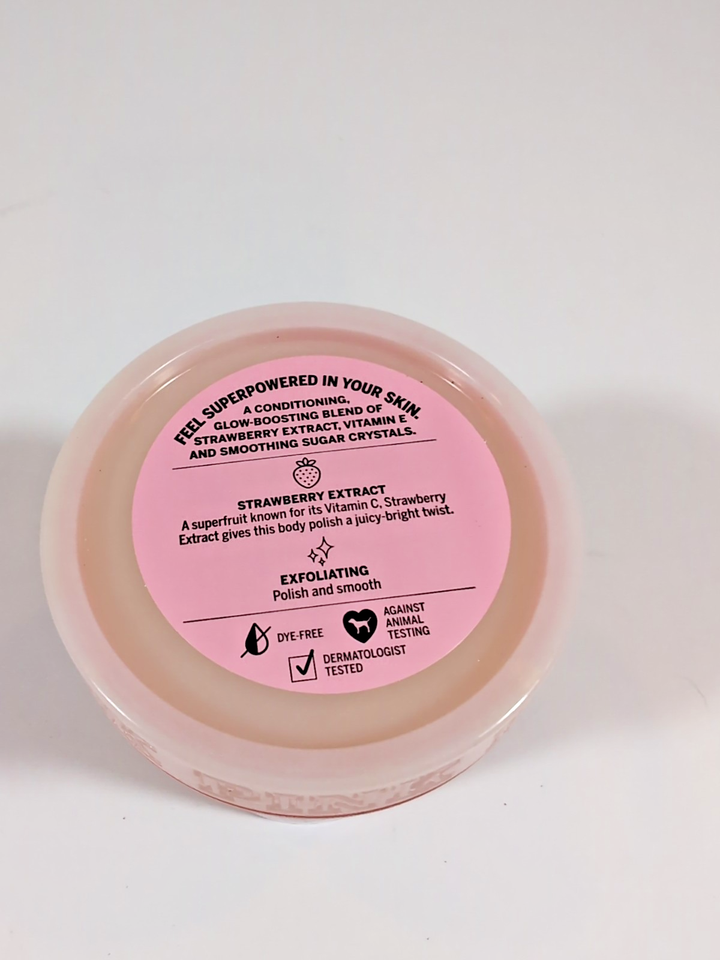 FEEL SUPERPOWERED IN YOUR SKIN.
A CONDITIONING,
GLOW-BOOSTING BLEND OF
STRAWBERRY EXTRACT, VITAMIN E
AND SMOOTHING SUGAR CRYSTALS.
STRAWBERRY EXTRACT
A superfruit known for its Vitamin C, Strawberry
Extract gives this body polish a juicy-bright twist.
EXFOLIATING
Polish and smooth
DYE-FREE
AGAINST
ANIMAL
TESTING
DERMATOLOGIST
TESTED
PINK